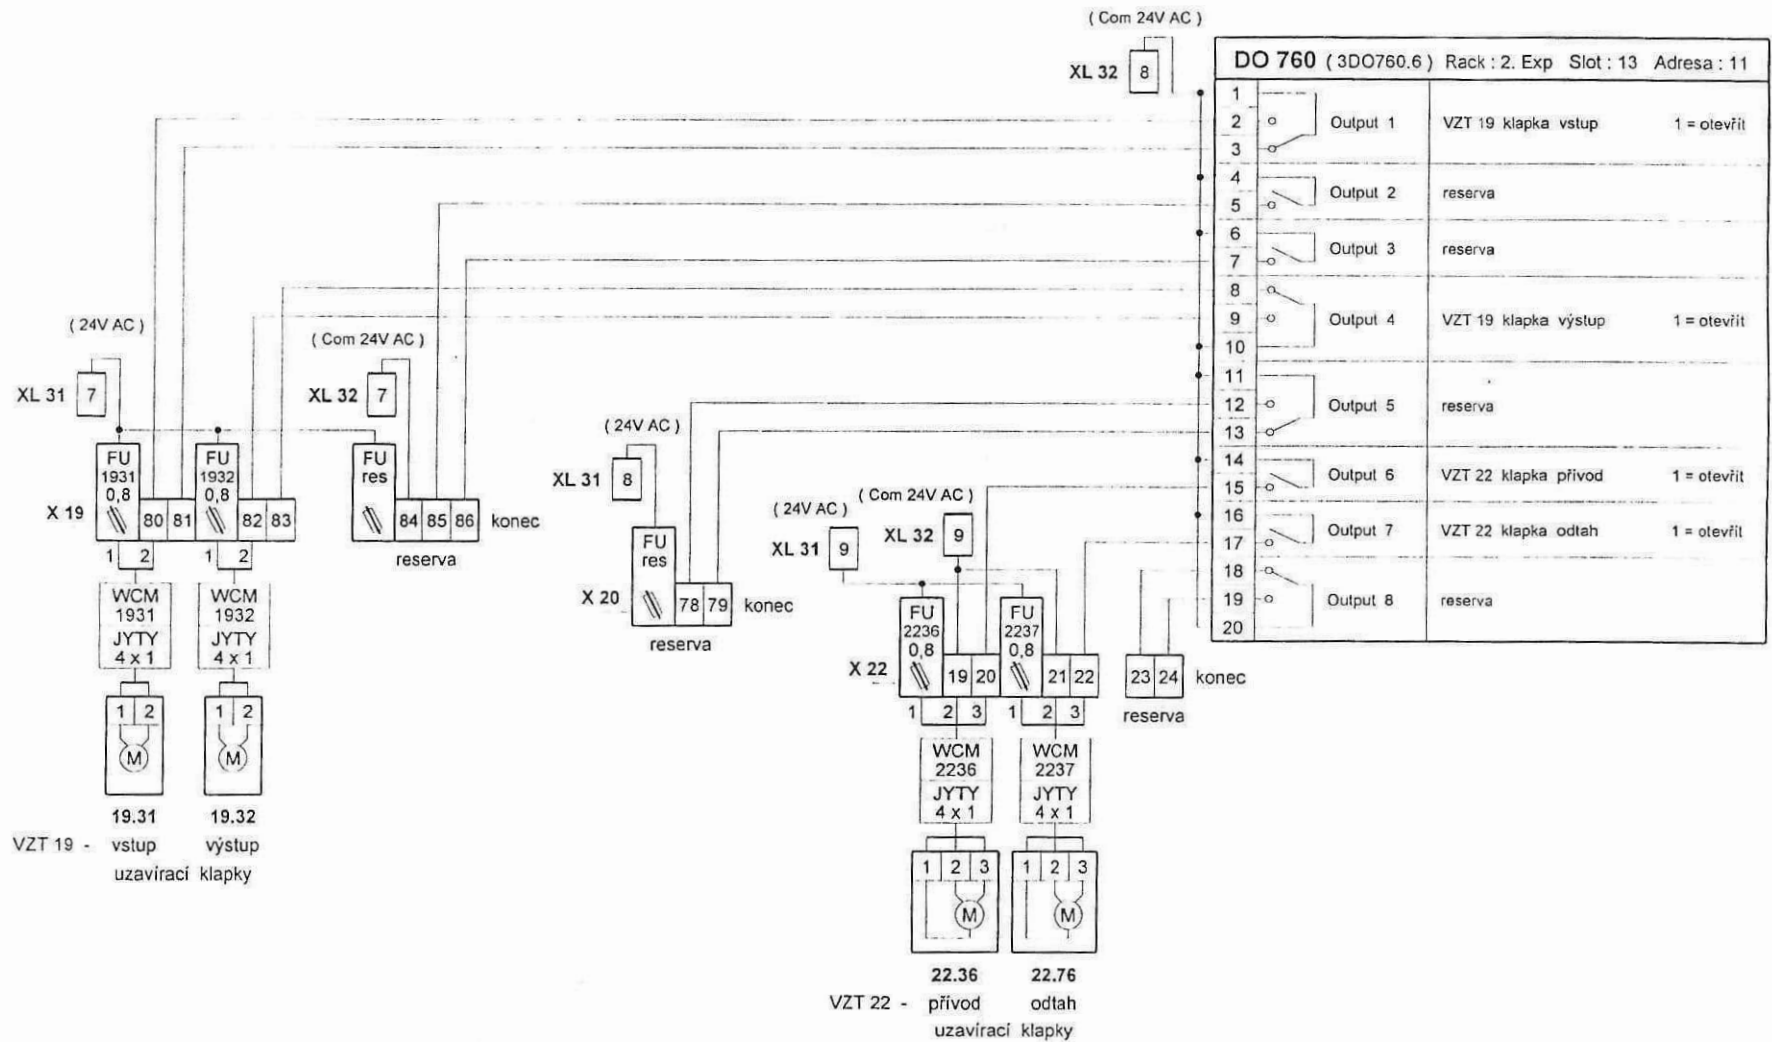 ( Com 24V AC )
XL 32 8
DO 760 ( 3DO760.6 ) Rack : 2. Exp Slot : 13 Adresa : 11
1
2 Output 1 VZT 19 klapka vstup 1 = otevřít
3
4
Output 2 reserva
5
6
Output 3 reserva
7
8
9 Output 4 VZT 19 klapka výstup 1 = otevřít
10
11
12 Output 5 reserva
13
14
Output 6 VZT 22 klapka přívod 1 = otevřít
15
16
Output 7 VZT 22 klapka odtah 1 = otevřít
17
18
19 Output 8 reserva
20
( 24V AC )
XL 31 7
( Com 24V AC )
XL 32 7
X 19
FU 1931 0,8
80 81
FU 1932 0,8
82 83
FU res
84 85 86 konec
reserva
1 2 1 2
WCM 1931
JYTY 4 x 1
WCM 1932
JYTY 4 x 1
1 2 1 2
M M
19.31 19.32
VZT 19 - vstup výstup
uzavírací klapky
( 24V AC )
XL 31 8
X 20
FU res
78 79 konec
reserva
( 24V AC )
XL 31 9
( Com 24V AC )
XL 32 9
X 22
FU 2236 0,8
19 20
FU 2237 0,8
21 22
23 24 konec
reserva
1 2 3 1 2 3
WCM 2236
JYTY 4 x 1
WCM 2237
JYTY 4 x 1
1 2 3 1 2 3
M M
22.36 22.76
VZT 22 - přívod odtah
uzavírací klapky